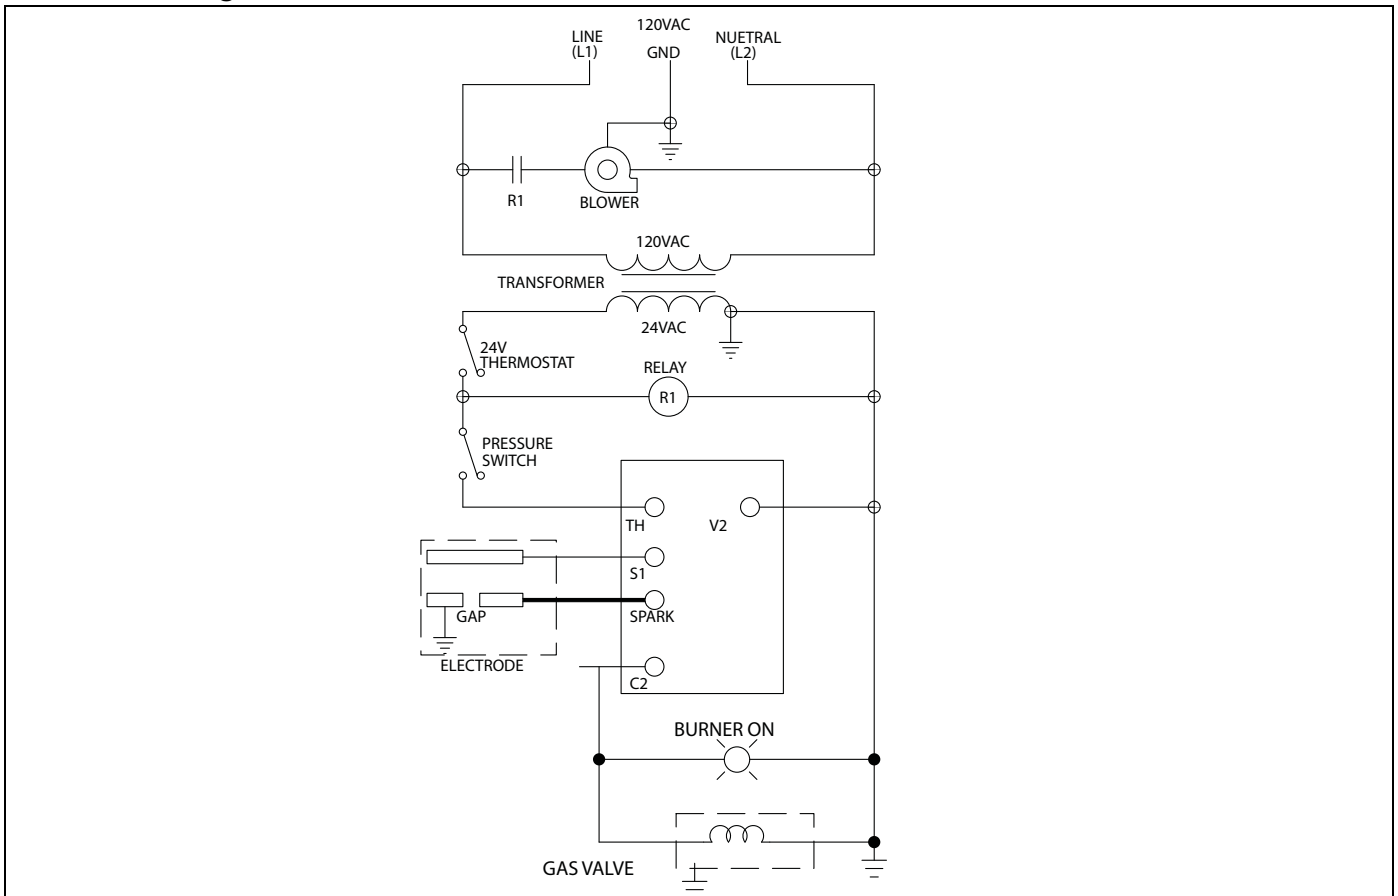 120VAC
LINE
(L1)
GND
NUETRAL
(L2)
R1
BLOWER
120VAC
TRANSFORMER
24VAC
24V
THERMOSTAT
RELAY
R1
PRESSURE
SWITCH
TH
V2
S1
GAP
SPARK
ELECTRODE
C2
BURNER ON
GAS VALVE